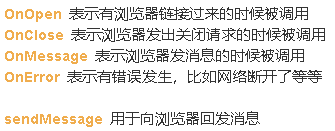 OnOpen 表示有浏览器链接过来的时候被调用
OnClose 表示浏览器发出关闭请求的时候被调用
OnMessage 表示浏览器发消息的时候被调用
OnError 表示有错误发生，比如网络断开了等等
sendMessage 用于向浏览器回发消息